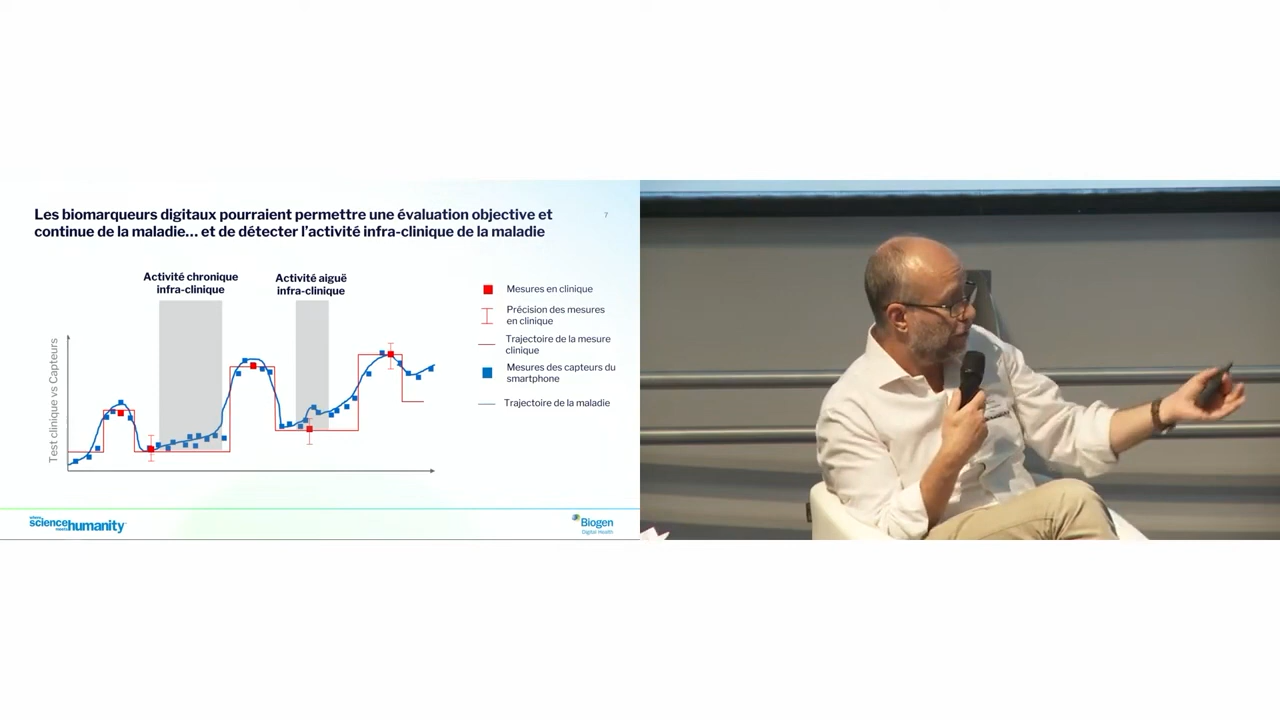 Les biomarqueurs digitaux pourraient permettre une évaluation objective et
continue de la maladie… et de détecter l’activité infra-clinique de la maladie
7
Activité chronique
infra-clinique
Activité aiguë
infra-clinique
Test clinique vs Capteurs
Mesures en clinique
Précision des mesures
en clinique
Trajectoire de la mesure
clinique
Mesures des capteurs du
smartphone
Trajectoire de la maladie
where
science
meets
humanity
Biogen
Digital Health